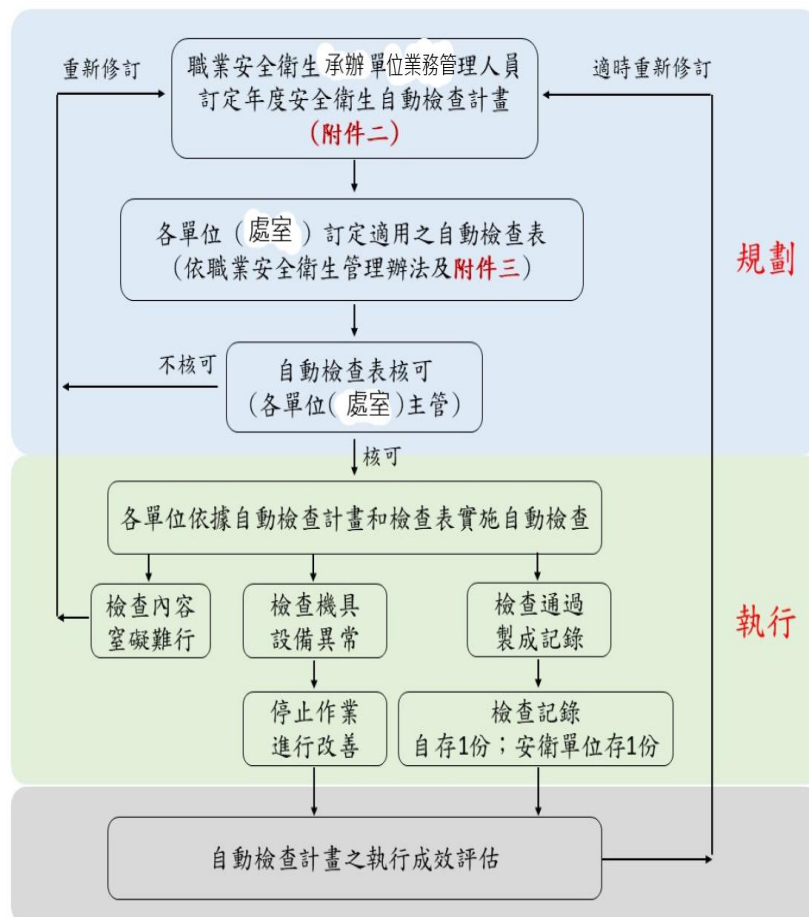 重新修訂
職業安全衛生承辦單位業務管理人員
訂定年度安全衛生自動檢查計畫
(附件二)
適時重新修訂
各單位（處室）訂定適用之自動檢查表
(依職業安全衛生管理辦法及附件三)
規劃
不核可
自動檢查表核可
(各單位(處室)主管)
核可
各單位依據自動檢查計畫和檢查表實施自動檢查
檢查內容
窒礙難行
檢查機具
設備異常
檢查通過
製成記錄
執行
停止作業
進行改善
檢查記錄
自存1份；安衛單位存1份
自動檢查計畫之執行成效評估